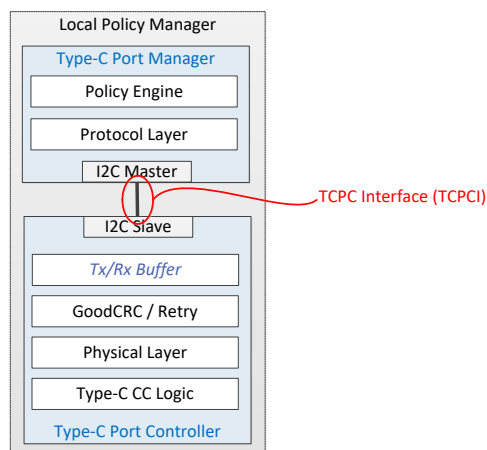 Local Policy Manager
Type-C Port Manager
Policy Engine
Protocol Layer
I2C Master
TCPC Interface (TCPCI)
I2C Slave
Tx/Rx Buffer
GoodCRC / Retry
Physical Layer
Type-C CC Logic
Type-C Port Controller